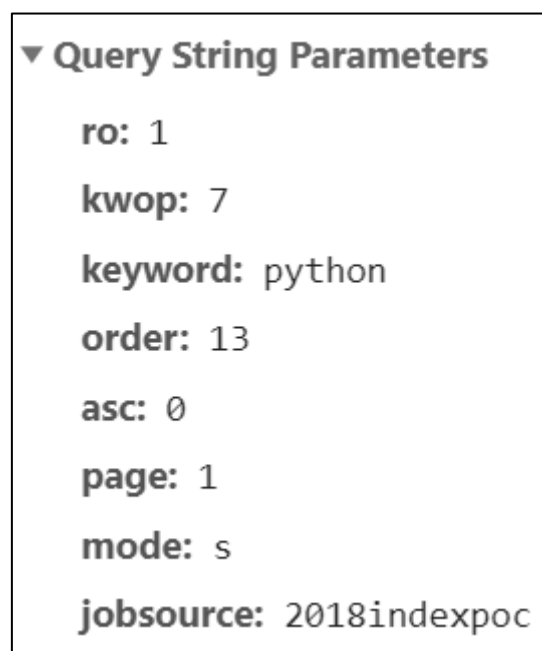 Query String Parameters
ro: 1
kwop: 7
keyword: python
order: 13
asc: 0
page: 1
mode: s
jobsource: 2018indexpoc